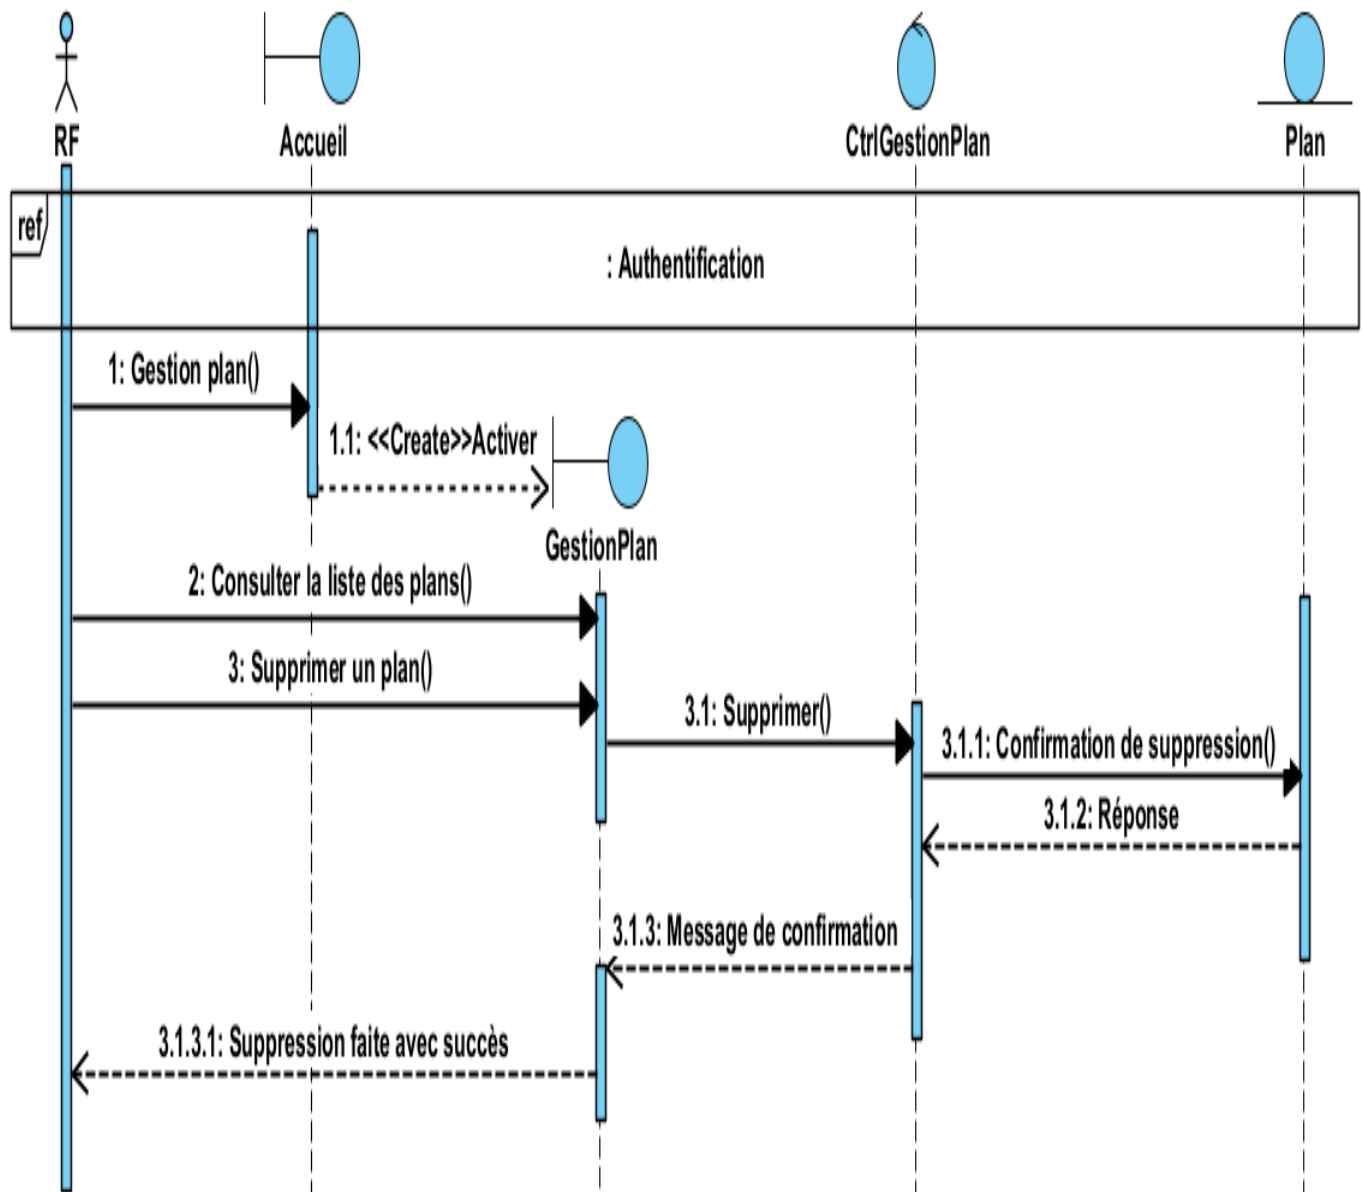 RF
Accueil
CtrlGestionPlan
Plan
ref
: Authentification
1: Gestion plan()
1.1: <<Create>>Activer
GestionPlan
2: Consulter la liste des plans()
3: Supprimer un plan()
3.1: Supprimer()
3.1.1: Confirmation de suppression()
3.1.2: Réponse
3.1.3: Message de confirmation
3.1.3.1: Suppression faite avec succès